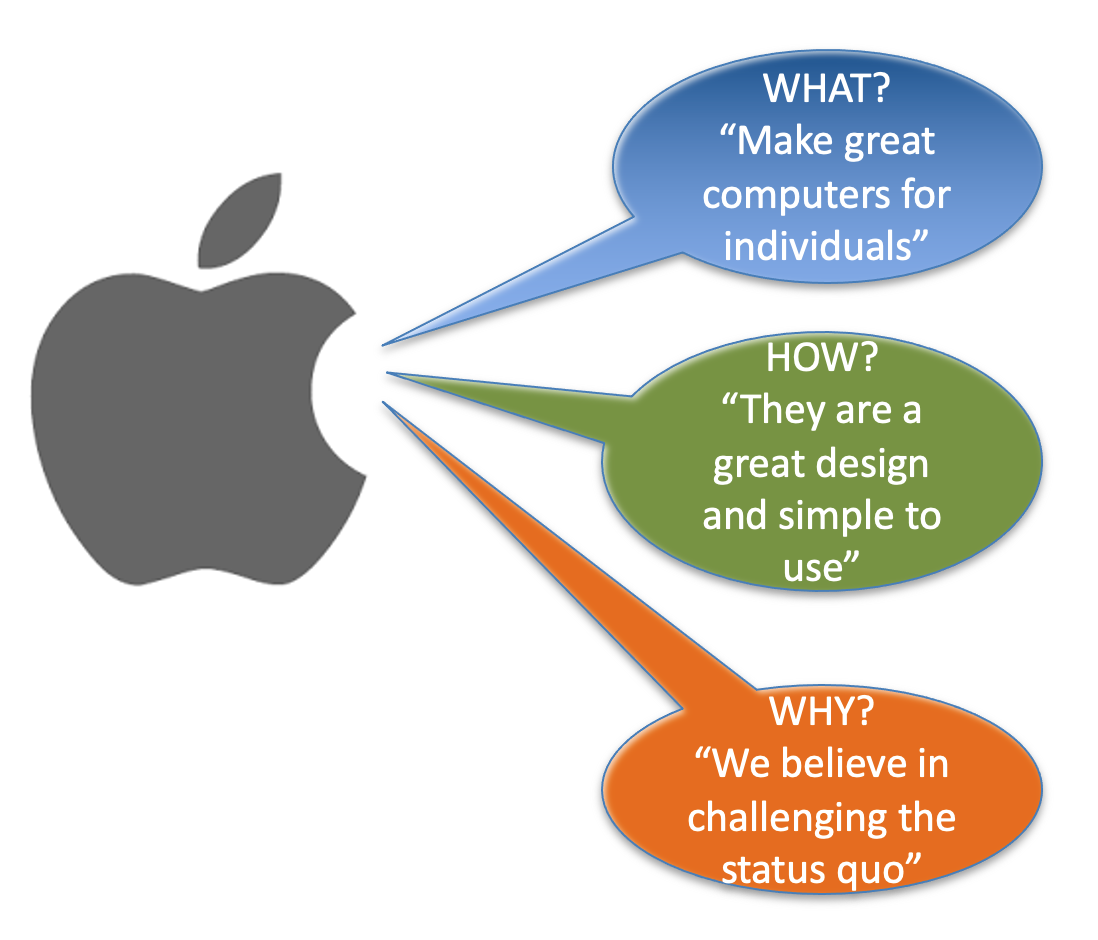 WHAT?
“Make great
computers for
individuals”
HOW?
“They are a
great design
and simple to
use”
WHY?
“We believe in
challenging the
status quo”